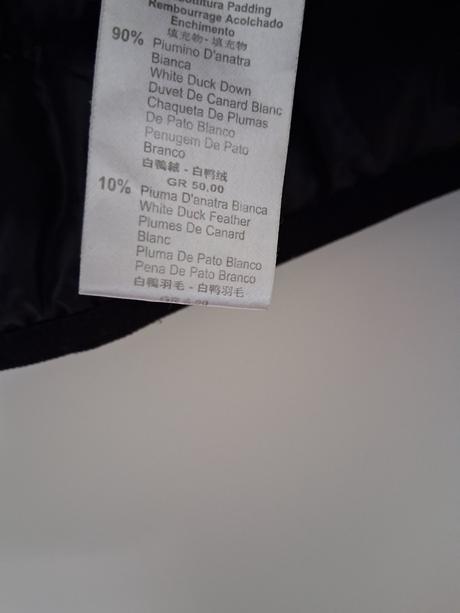 Padding
Rembourrage Acolchado
Enchimento
填充物 - 填充物
90% Piumino D'anatra
Bianca
White Duck Down
Duvet De Canard Blanc
Chaqueta De Plumas
De Pato Blanco
Penugem De Pato
Branco
白鴨絨 - 白鸭绒
GR 50,00
10% Piuma D'anatra Bianca
White Duck Feather
Plumes De Canard
Blanc
Pluma De Pato Blanco
Pena De Pato Branco
白鴨羽毛 - 白鸭羽毛